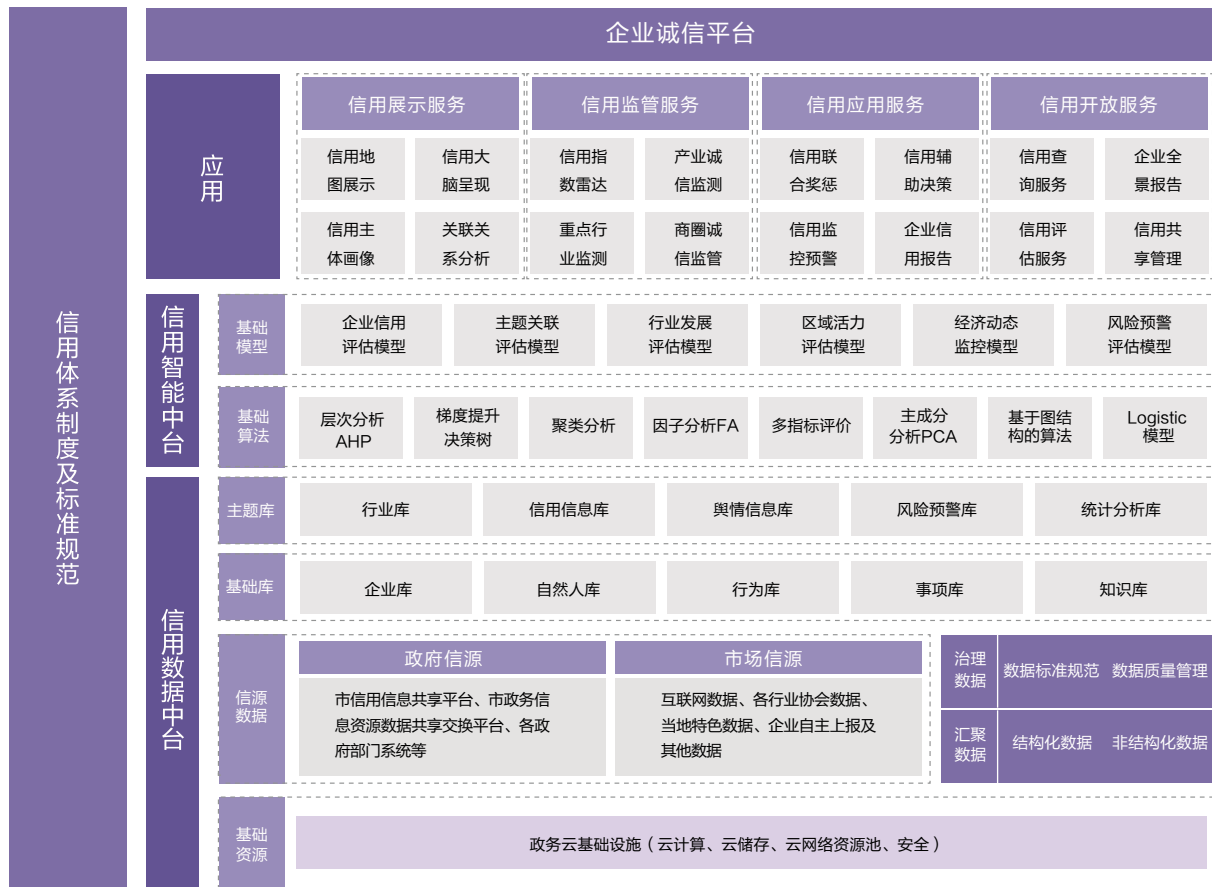 企业诚信平台
信用体系制度及标准规范
应用
信用展示服务
信用地
图展示
信用大
脑呈现
信用主
体画像
关联关
系分析
信用监管服务
信用指
数雷达
产业诚
信监测
重点行
业监测
商圈诚
信监管
信用应用服务
信用联
合奖惩
信用辅
助决策
信用监
控预警
企业信
用报告
信用开放服务
信用查
询服务
企业全
景报告
信用评
估服务
信用共
享管理
信用智能中台
基础
模型
企业信用
评估模型
主题关联
评估模型
行业发展
评估模型
区域活力
评估模型
经济动态
监控模型
风险预警
评估模型
基础
算法
层次分析
AHP
梯度提升
决策树
聚类分析
因子分析FA
多指标评价
主成分
分析PCA
基于图结
构的算法
Logistic
模型
信用数据中台
主题库
行业库
信用信息库
舆情信息库
风险预警库
统计分析库
基础库
企业库
自然人库
行为库
事项库
知识库
信源
数据
政府信源
市信用信息共享平台、市政务信
息资源数据共享交换平台、各政
府部门系统等
市场信源
互联网数据、各行业协会数据、
当地特色数据、企业自主上报及
其他数据
治理
数据
数据标准规范 数据质量管理
汇聚
数据
结构化数据 非结构化数据
基础
资源
政务云基础设施（云计算、云储存、云网络资源池、安全）